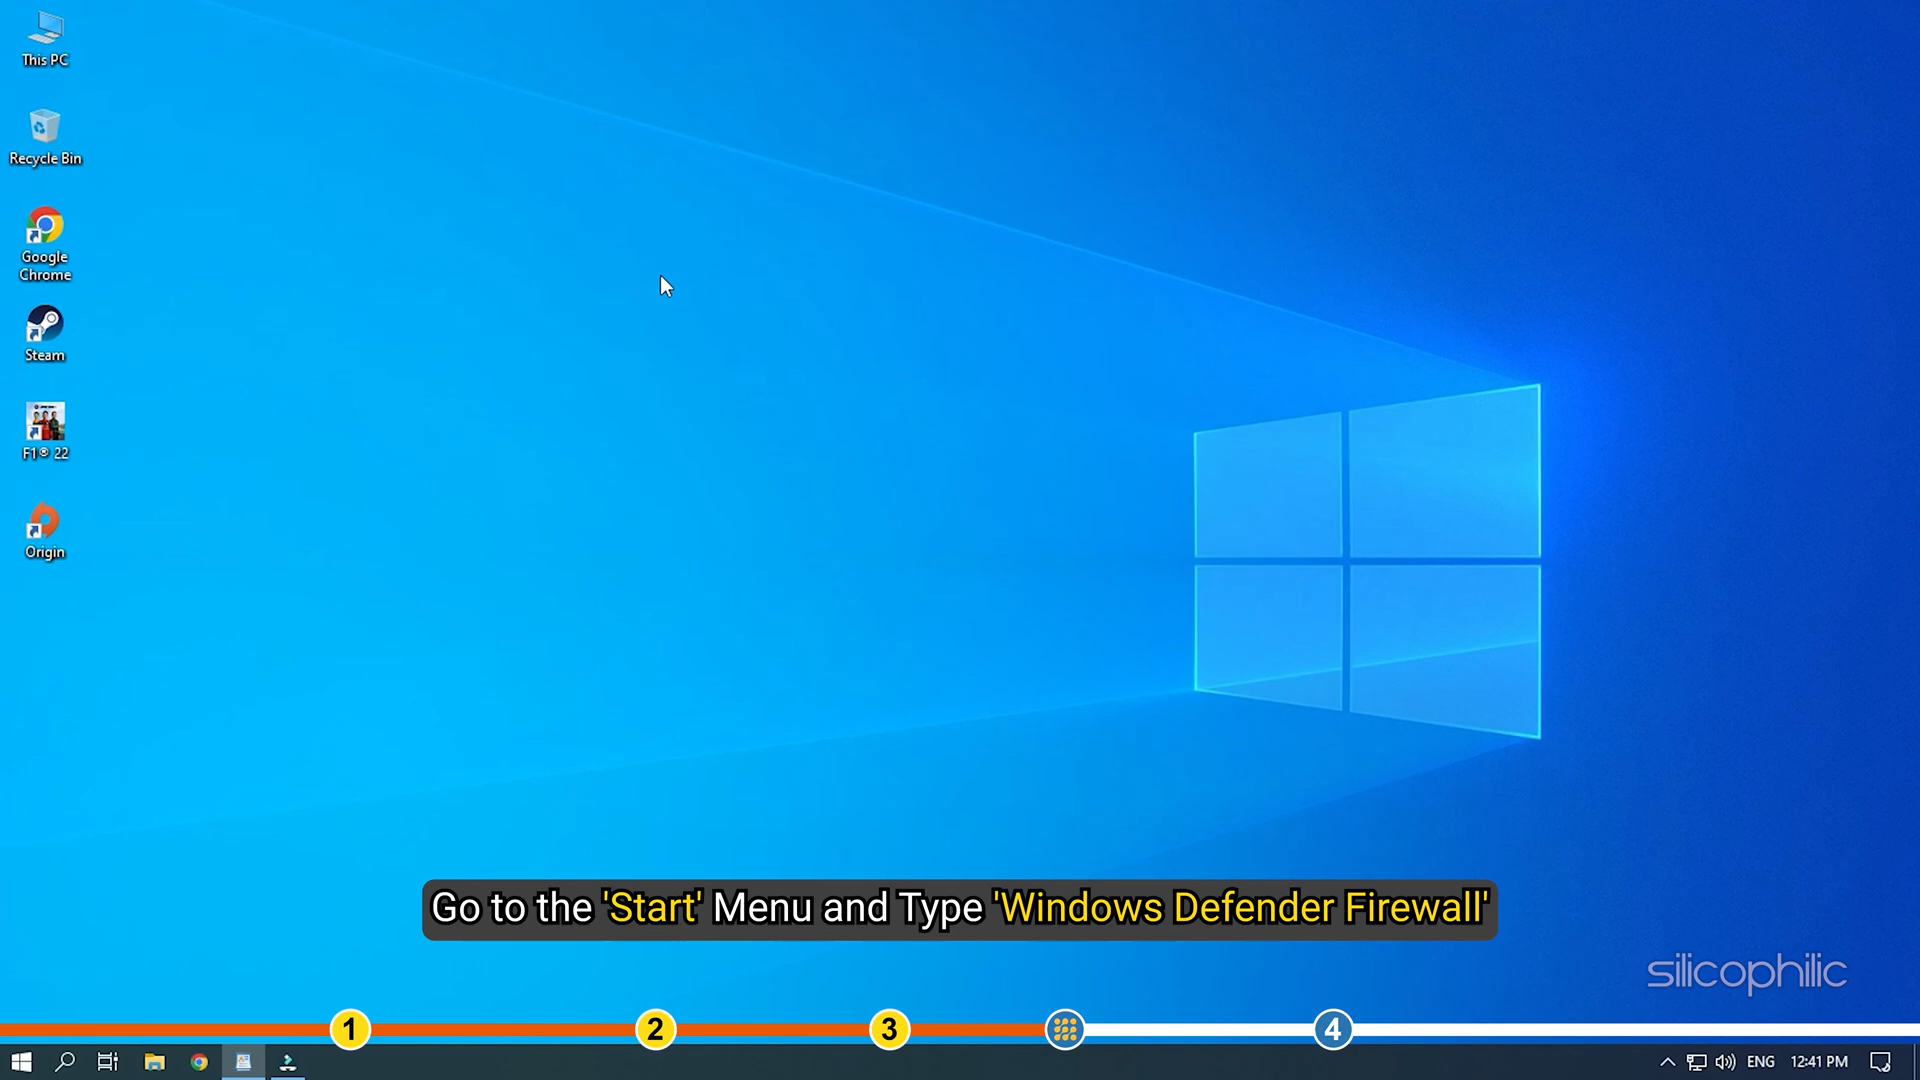 This PC
Recycle Bin
Google
Chrome
Steam
F1® 22
Origin
Go to the 'Start' Menu and Type 'Windows Defender Firewall'
silicophilic
1 2 3 4
ENG 12:41 PM